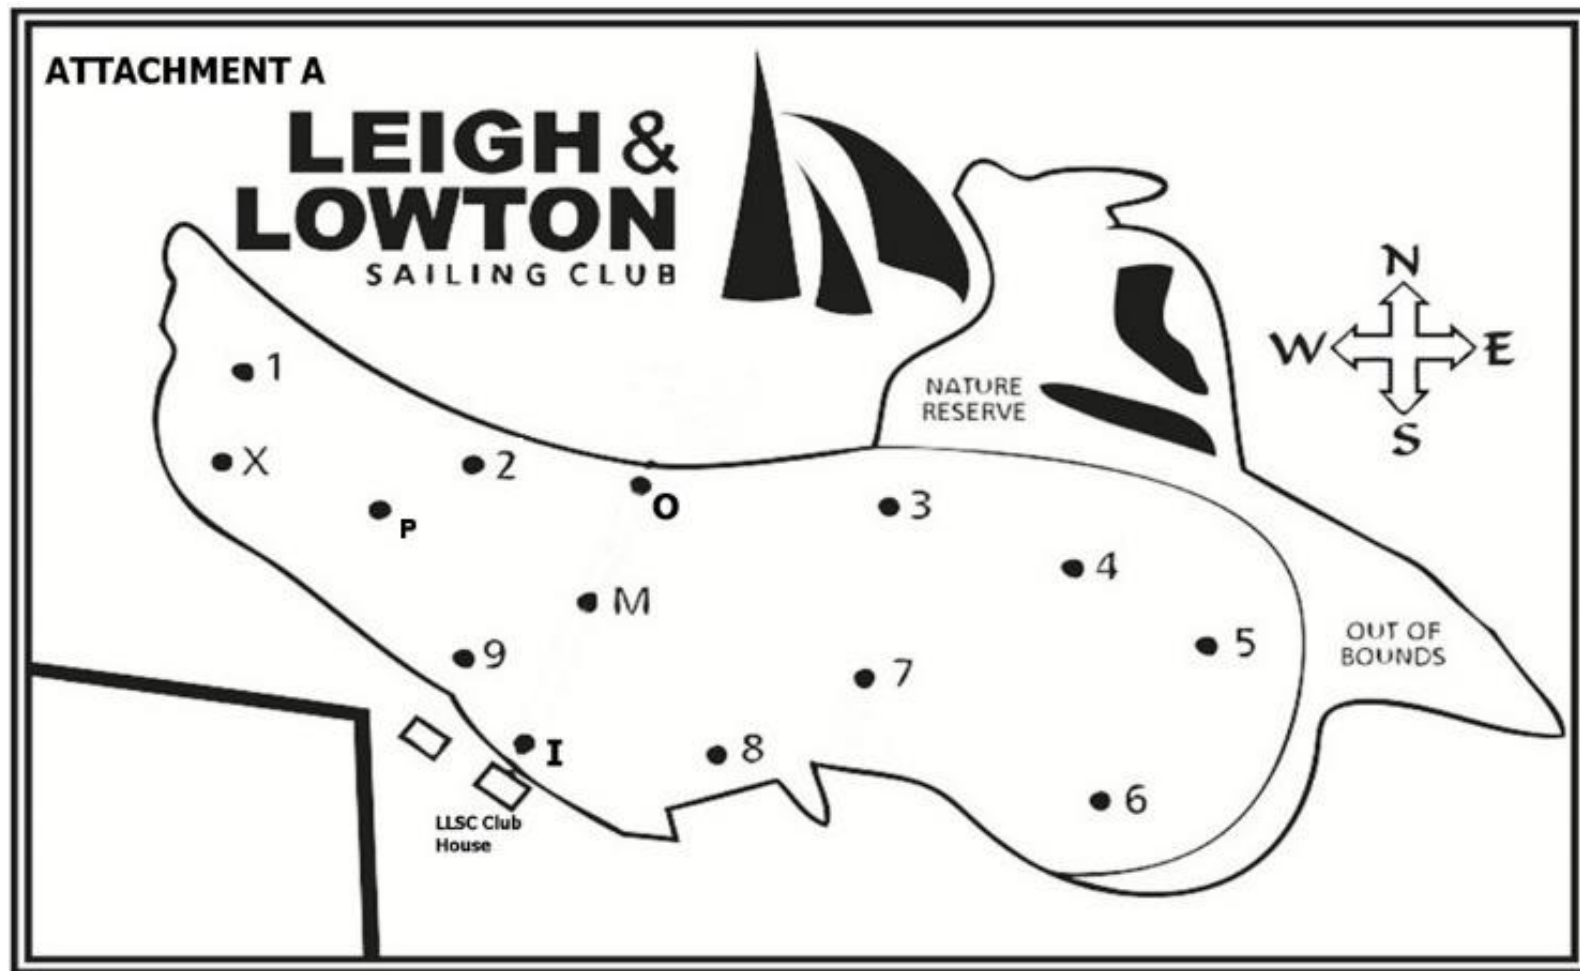 ATTACHMENT A
LEIGH &
LOWTON
SAILING CLUB
N
W E
S
NATURE
RESERVE
1
X
2
P
O
3
4
M
5
OUT OF
BOUNDS
9
7
I
8
6
LLSC Club
House